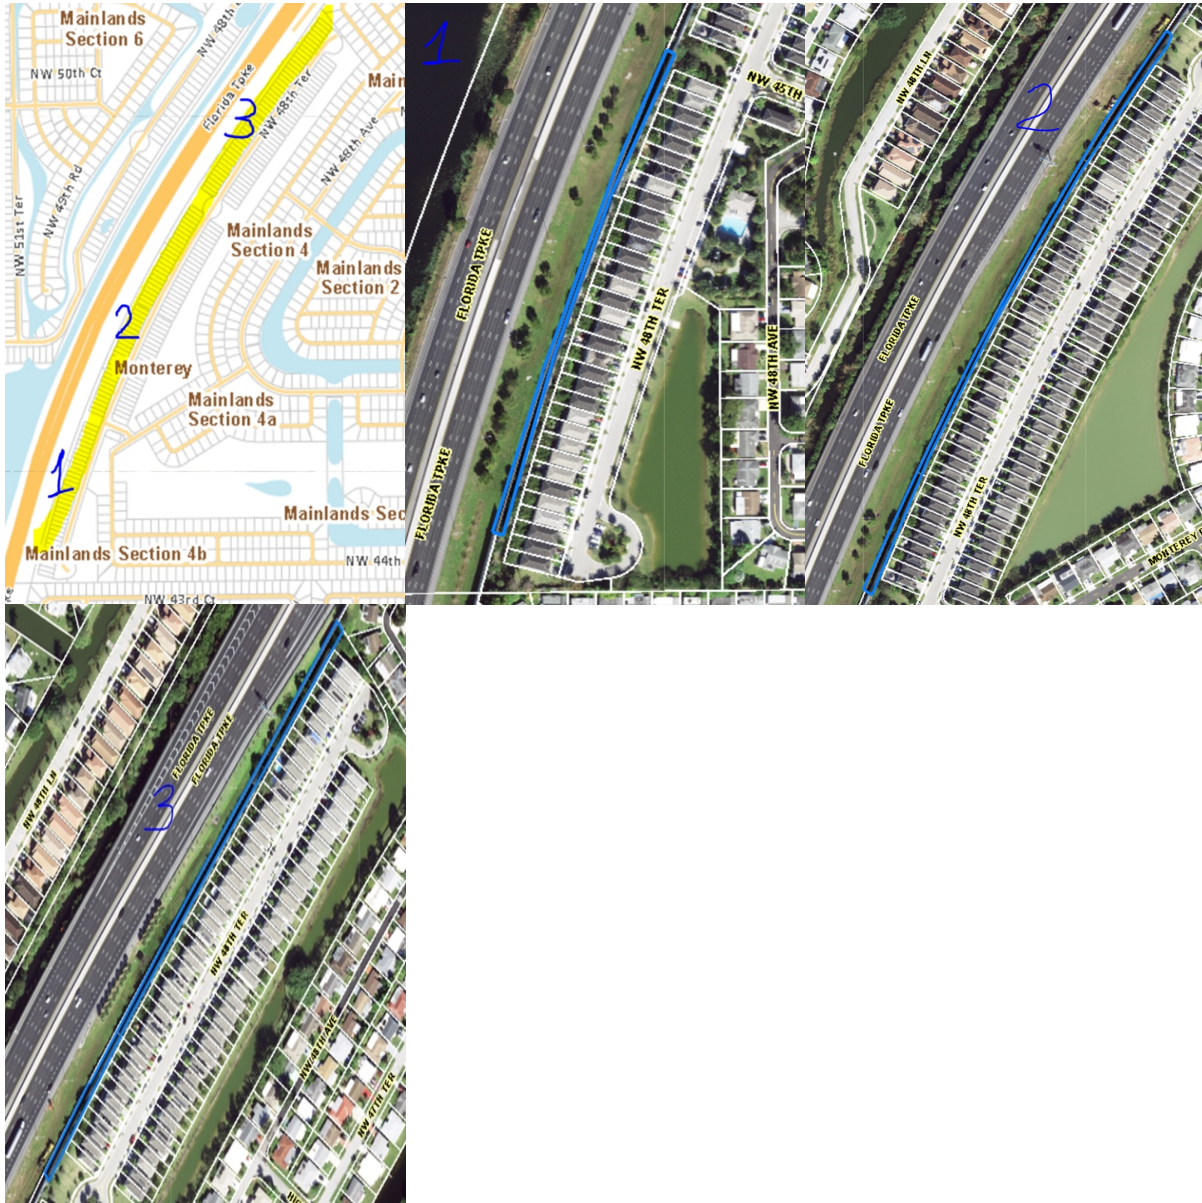 Mainlands
Section 6
NW 48th
NW 50th Ct
Florida Tpke
3
NW 48th Ter
Main
NW 48th Ave
NW 49th Rd
NW 51st Ter
Mainlands
Section 4
Mainlands
Section 2
2
Monterey
Mainlands
Section 4a
1
Mainlands Sec
Mainlands Section 4b
NW 44th
NW 43rd Ct
1
NW 45TH
FLORIDA TPKE
NW 48TH TER
NW 48TH AVE
FLORIDA TPKE
NW 48TH LN
2
FLORIDA TPKE
FLORIDA TPKE
NW 48TH TER
MONTEREY
FLORIDA TPKE
FLORIDA TPKE
NW 48TH LN
3
NW 48TH TER
NW 48TH AVE
NW 47TH TER